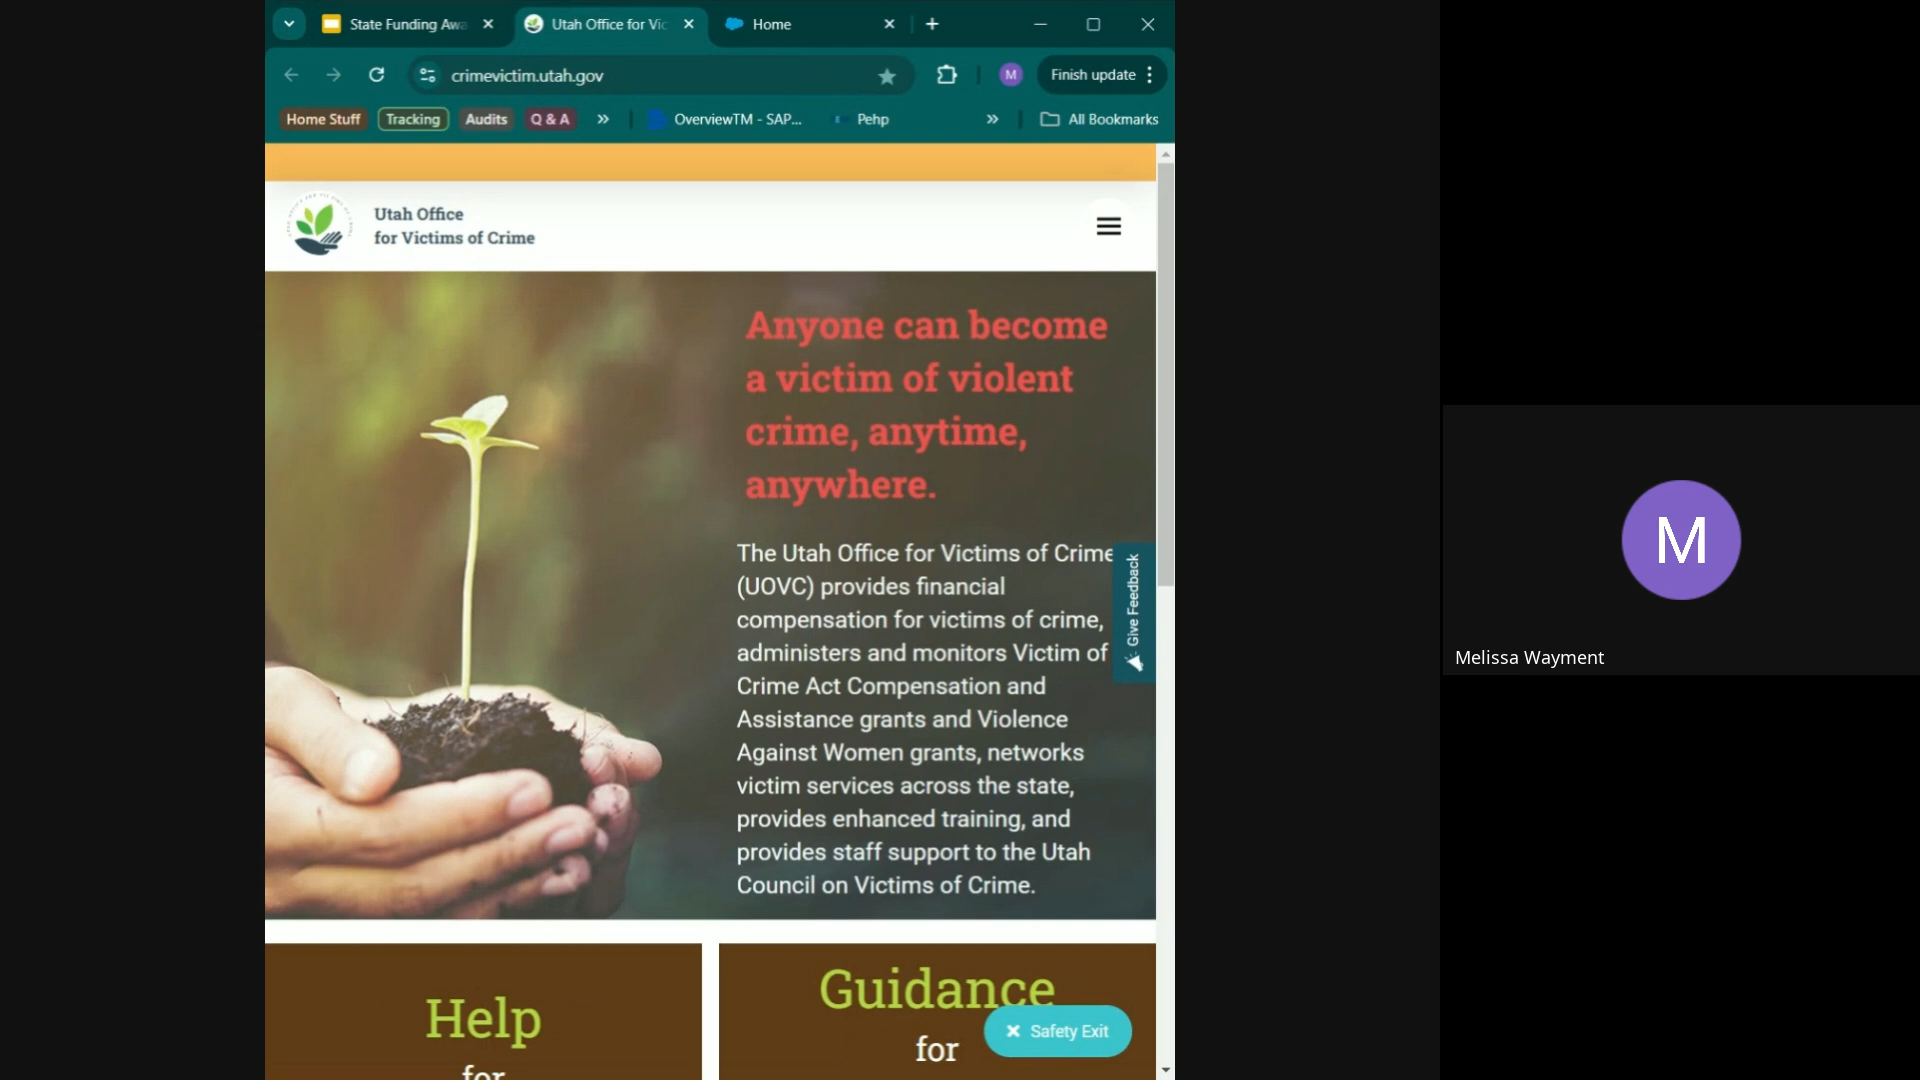 State Funding Awa
Utah Office for Vic
Home
crimevictim.utah.gov
M
Finish update
Home Stuff
Tracking
Audits
Q & A
OverviewTM - SAP...
Pehp
All Bookmarks
Utah Office
for Victims of Crime
Anyone can become
a victim of violent
crime, anytime,
anywhere.
The Utah Office for Victims of Crime
(UOVC) provides financial
compensation for victims of crime,
administers and monitors Victim of
Crime Act Compensation and
Assistance grants and Violence
Against Women grants, networks
victim services across the state,
provides enhanced training, and
provides staff support to the Utah
Council on Victims of Crime.
Give Feedback
Help
for
Guidance
for
Safety Exit
M
Melissa Wayment